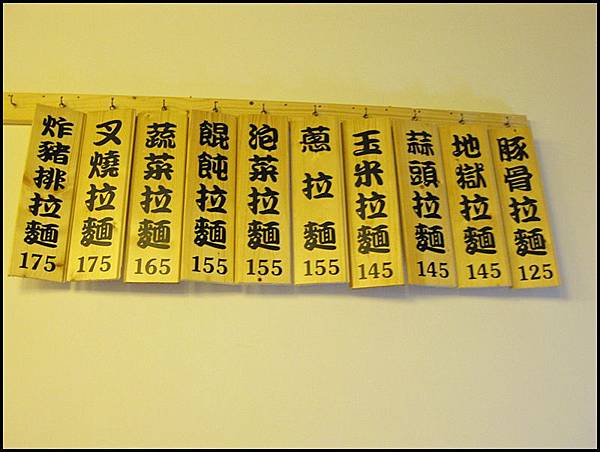 豚骨拉麵
125
地獄拉麵
145
蒜頭拉麵
145
玉米拉麵
145
蔥拉麵
155
泡菜拉麵
155
餛飩拉麵
155
蔬菜拉麵
165
叉燒拉麵
175
炸豬排拉麵
175